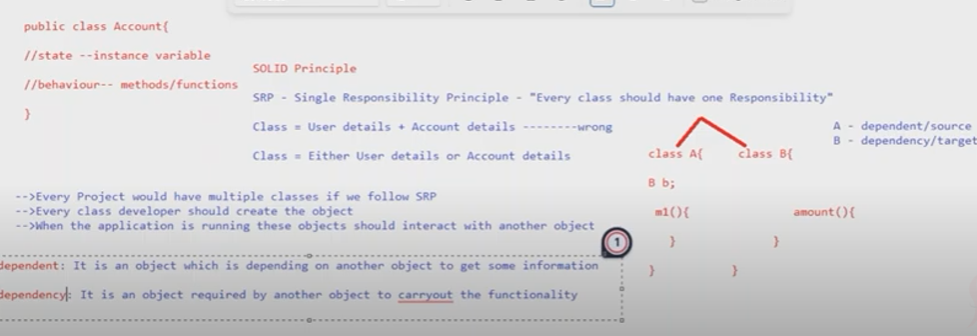 public class Account{
//state --instance variable
//behaviour-- methods/functions
}
SOLID Principle
SRP - Single Responsibility Principle - "Every class should have one Responsibility"
Class = User details + Account details --------wrong
Class = Either User details or Account details
A - dependent/source
B - dependency/target
class A{
B b;
m1(){
}
}
class B{
amount(){
}
}
-->Every Project would have multiple classes if we follow SRP
-->Every class developer should create the object
-->When the application is running these objects should interact with another object
1
dependent: It is an object which is depending on another object to get some information
dependency: It is an object required by another object to carryout the functionality